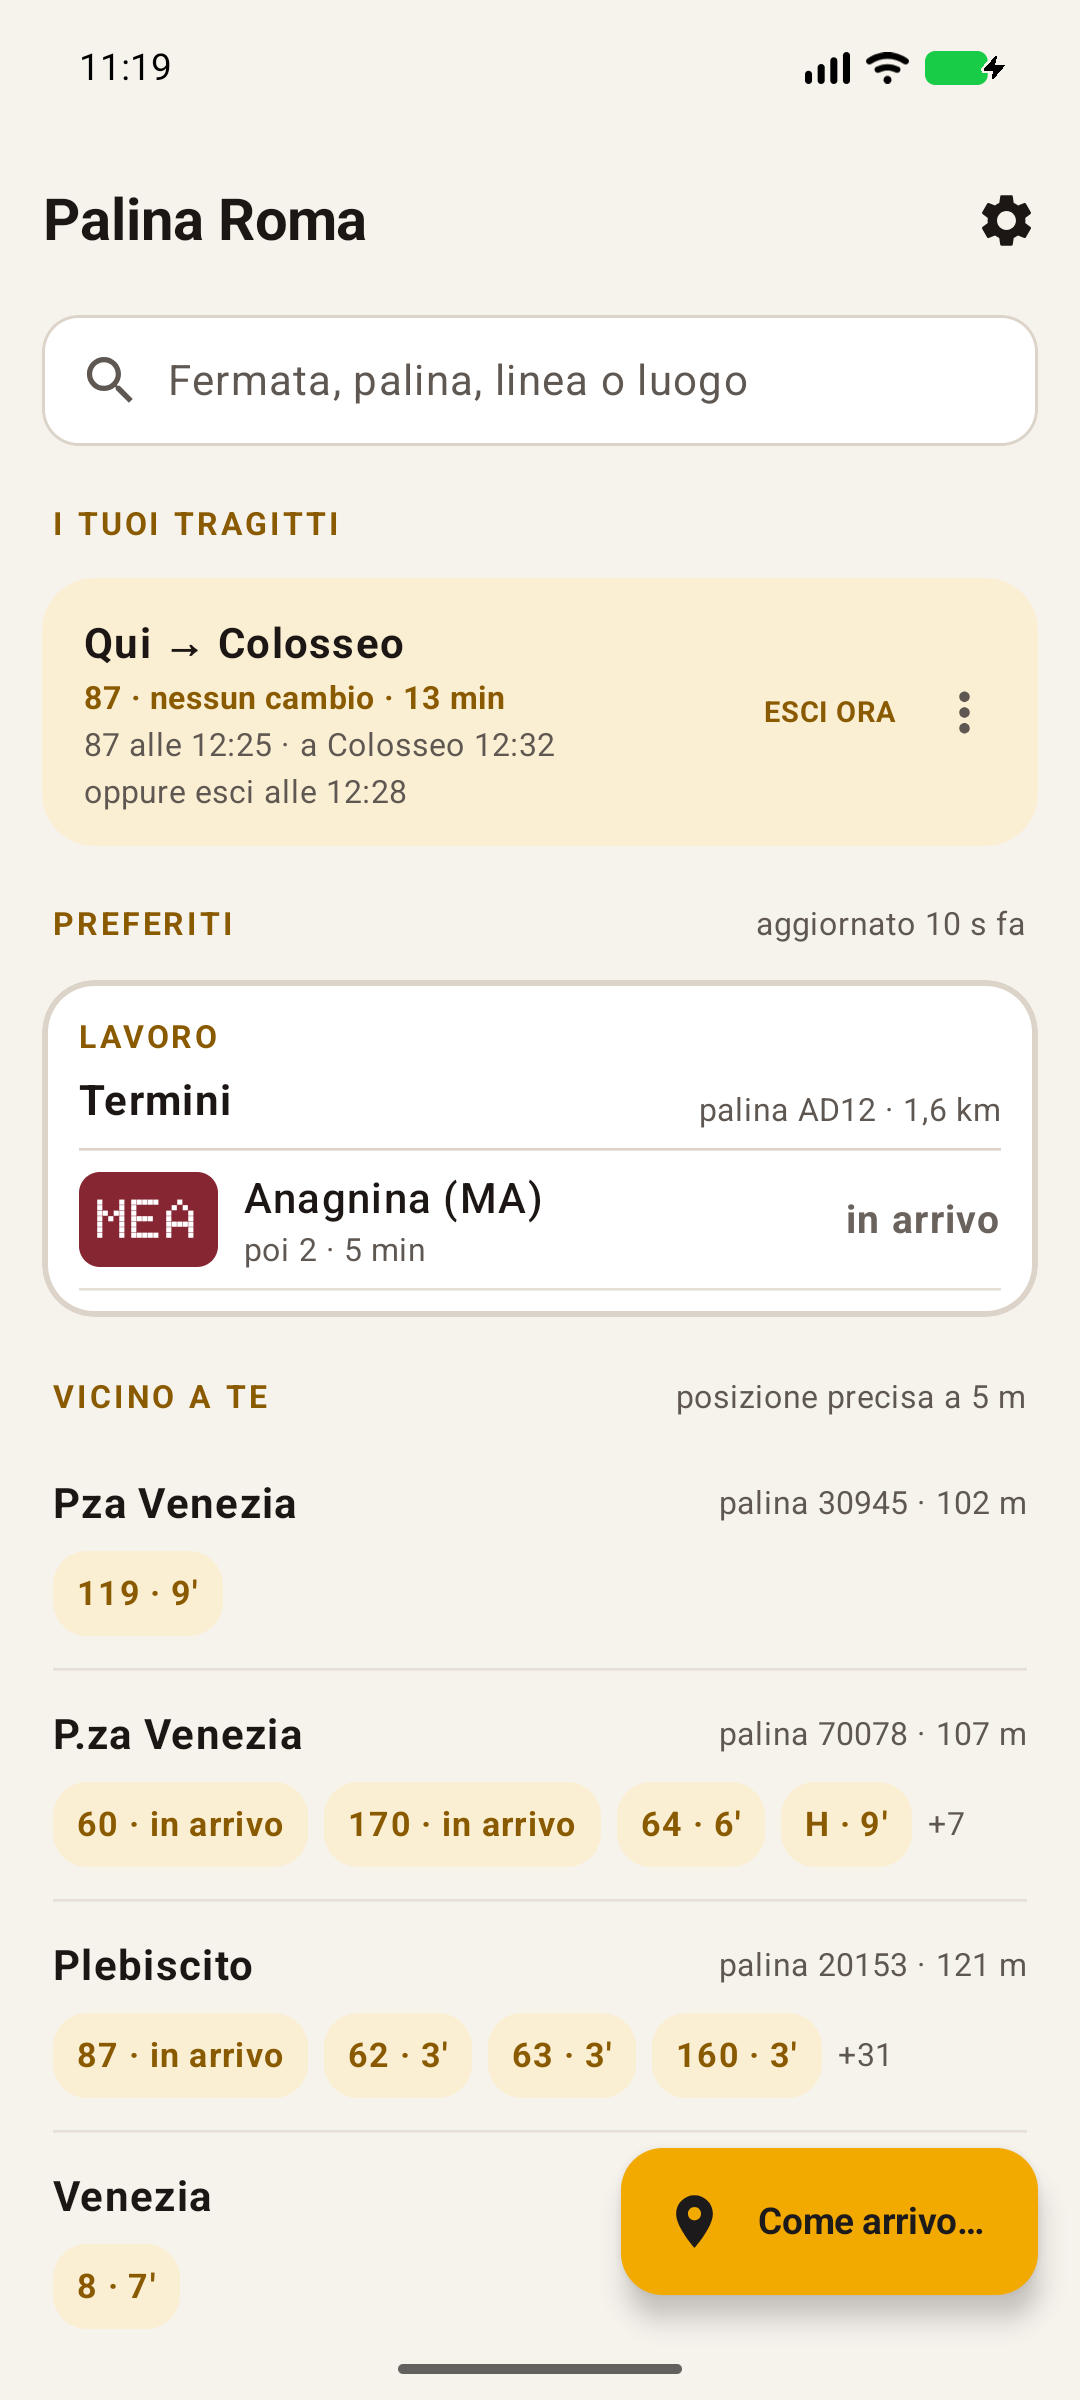 11:19
Palina Roma
Fermata, palina, linea o luogo
I TUOI TRAGITTI
Qui → Colosseo
87 · nessun cambio · 13 min
87 alle 12:25 · a Colosseo 12:32
oppure esci alle 12:28
ESCI ORA
PREFERITI
aggiornato 10 s fa
LAVORO
Termini
palina AD12 · 1,6 km
MEA
Anagnina (MA)
poi 2 · 5 min
in arrivo
VICINO A TE
posizione precisa a 5 m
Pza Venezia
palina 30945 · 102 m
119 · 9'
P.za Venezia
palina 70078 · 107 m
60 · in arrivo
170 · in arrivo
64 · 6'
H · 9'
+7
Plebiscito
palina 20153 · 121 m
87 · in arrivo
62 · 3'
63 · 3'
160 · 3'
+31
Venezia
8 · 7'
Come arrivo…